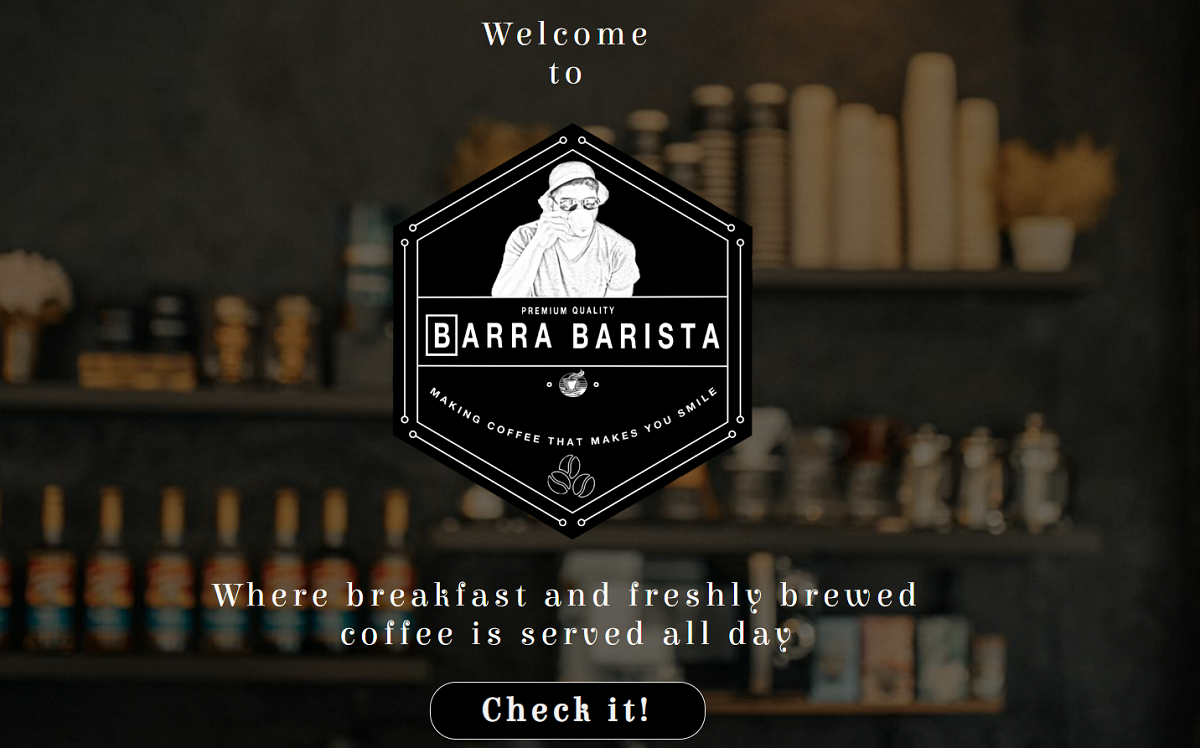 Welcome
to
PREMIUM QUALITY
BARRA BARISTA
MAKING COFFEE THAT MAKES YOU SMILE
Where breakfast and freshly brewed
coffee is served all day
Check it!